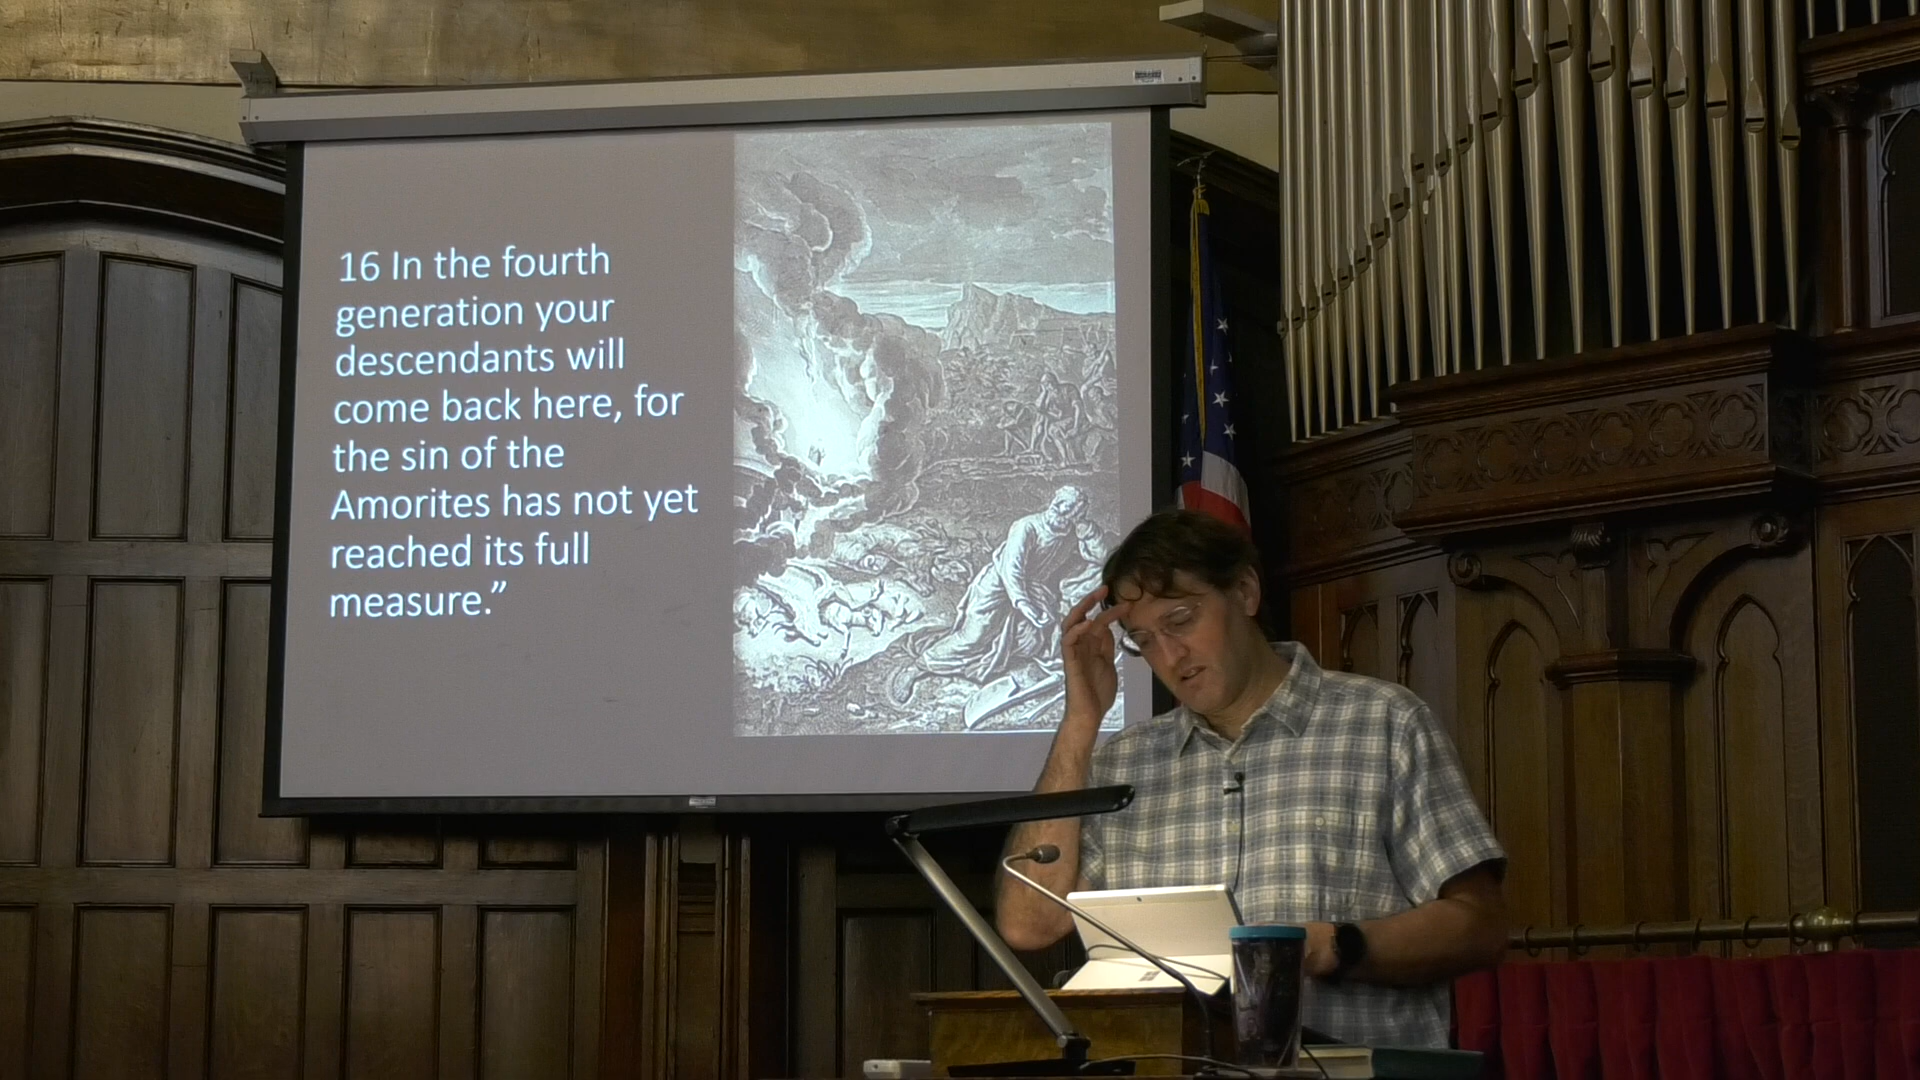 16 In the fourth
generation your
descendants will
come back here, for
the sin of the
Amorites has not yet
reached its full
measure.”